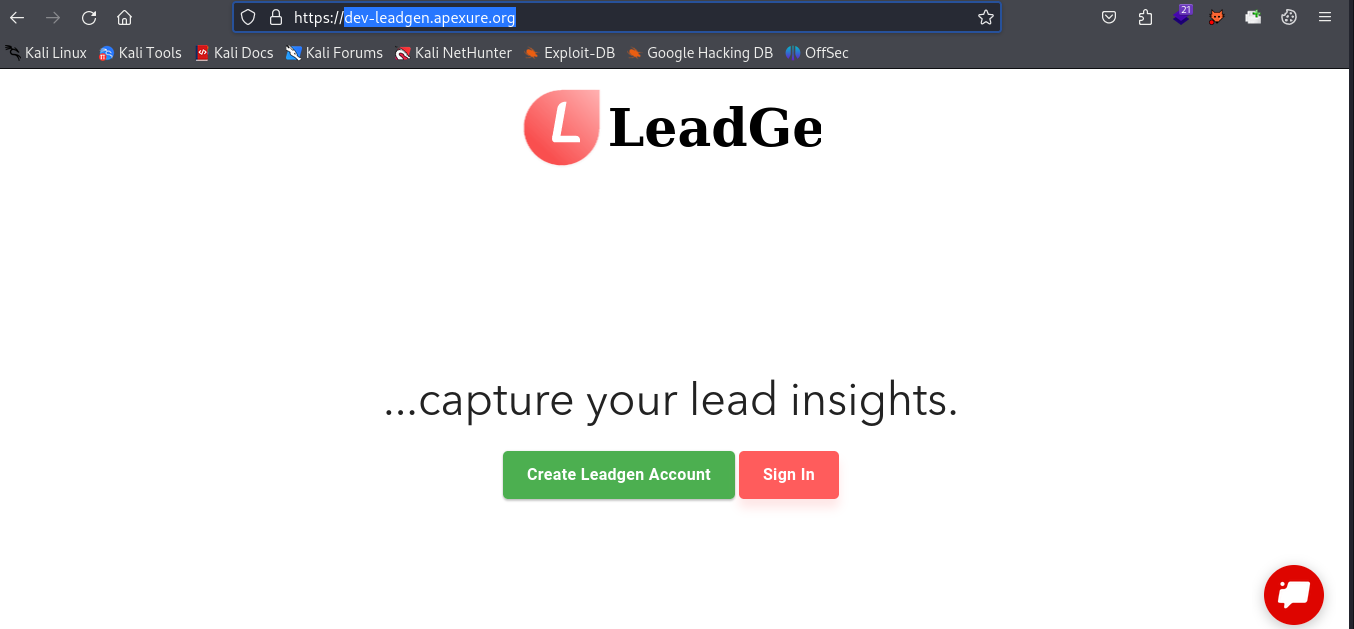 https://dev-leadgen.apexure.org
21
Kali Linux Kali Tools Kali Docs Kali Forums Kali NetHunter Exploit-DB Google Hacking DB OffSec
L LeadGe
...capture your lead insights.
Create Leadgen Account Sign In